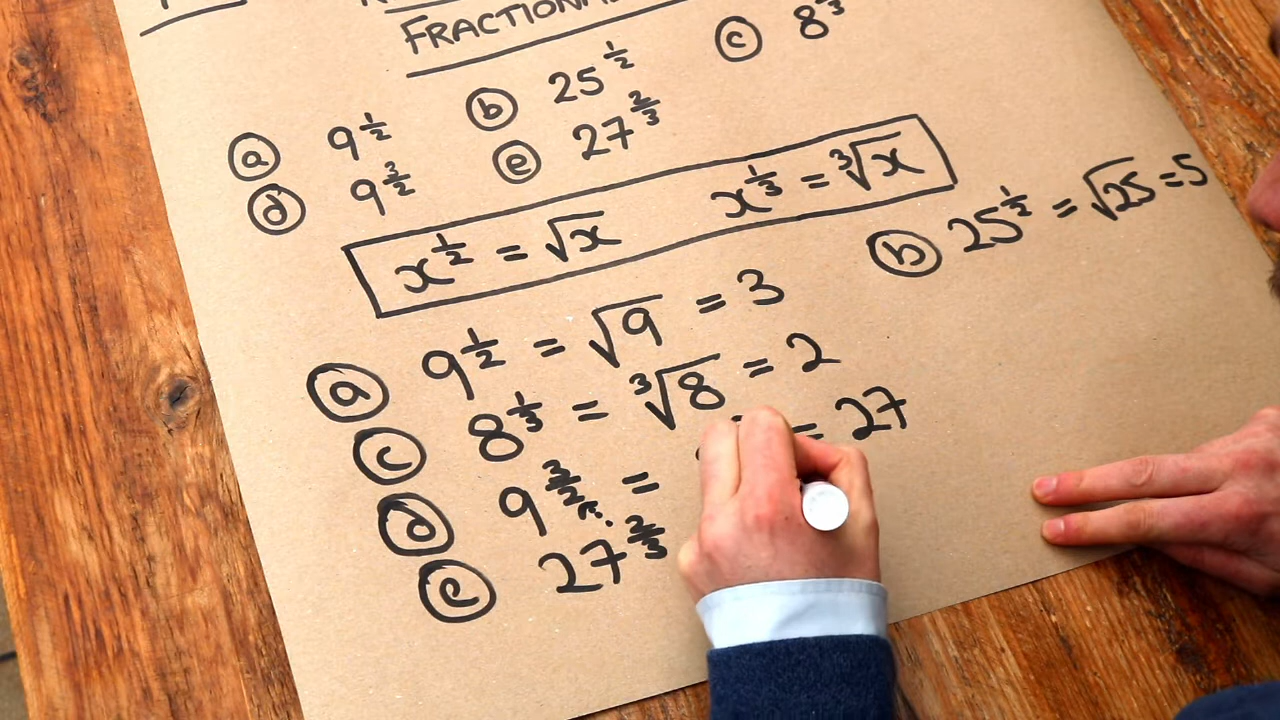 FRACTIONA
ⓐ 9^½ ⓑ 25^½ ⓒ 8^⅓
ⓓ 9^(3/2) ⓔ 27^⅔
x^½ = √x x^⅓ = ∛x
ⓑ 25^½ = √25 = 5
ⓐ 9^½ = √9 = 3
ⓒ 8^⅓ = ∛8 = 2
ⓓ 9^(3/2) = = 27
ⓔ 27^⅔